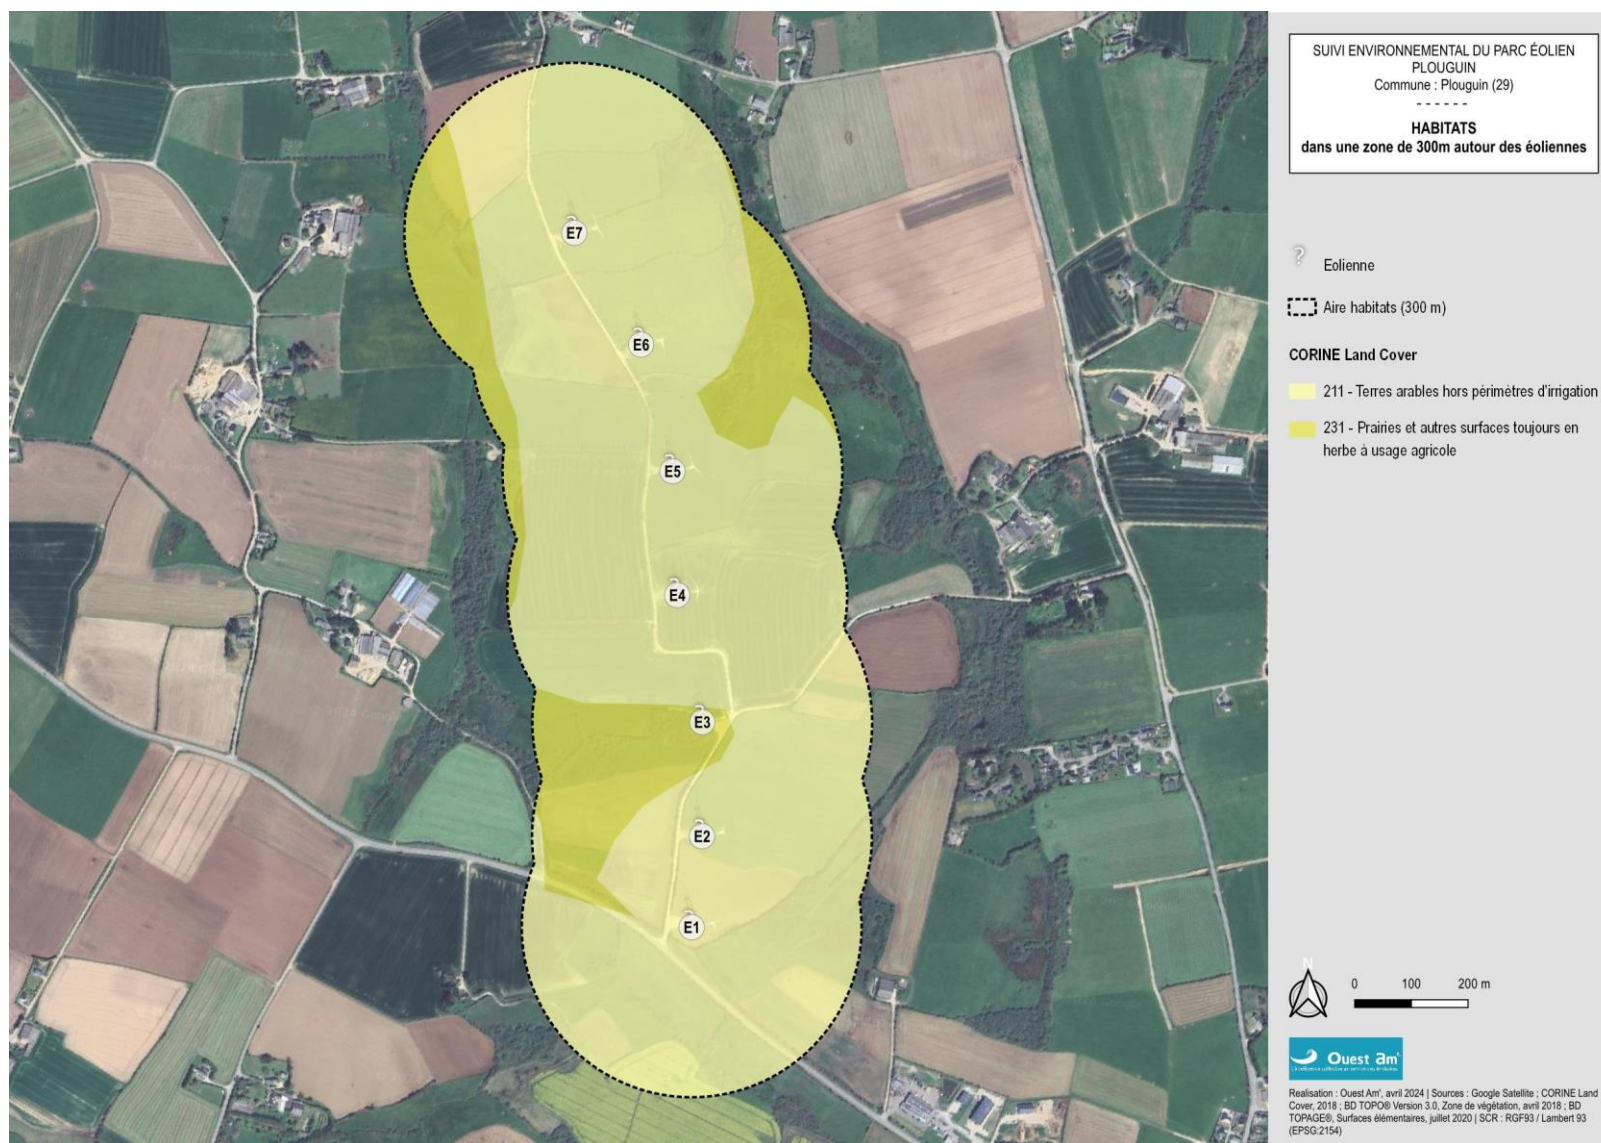 SUIVI ENVIRONNEMENTAL DU PARC ÉOLIEN
PLOUGUIN
Commune : Plouguin (29)
- - - - - -
HABITATS
dans une zone de 300m autour des éoliennes
?
Eolienne
Aire habitats (300 m)
CORINE Land Cover
211 - Terres arables hors périmètres d'irrigation
231 - Prairies et autres surfaces toujours en
herbe à usage agricole
E7
E6
E5
E4
E3
E2
E1
N
0 100 200 m
Ouest am'
Realisation : Ouest Am', avril 2024 | Sources : Google Satellite ; CORINE Land
Cover, 2018 ; BD TOPO® Version 3.0, Zone de végétation, avril 2018 ; BD
TOPAGE®, Surfaces élémentaires, juillet 2020 | SCR : RGF93 / Lambert 93
(EPSG:2154)